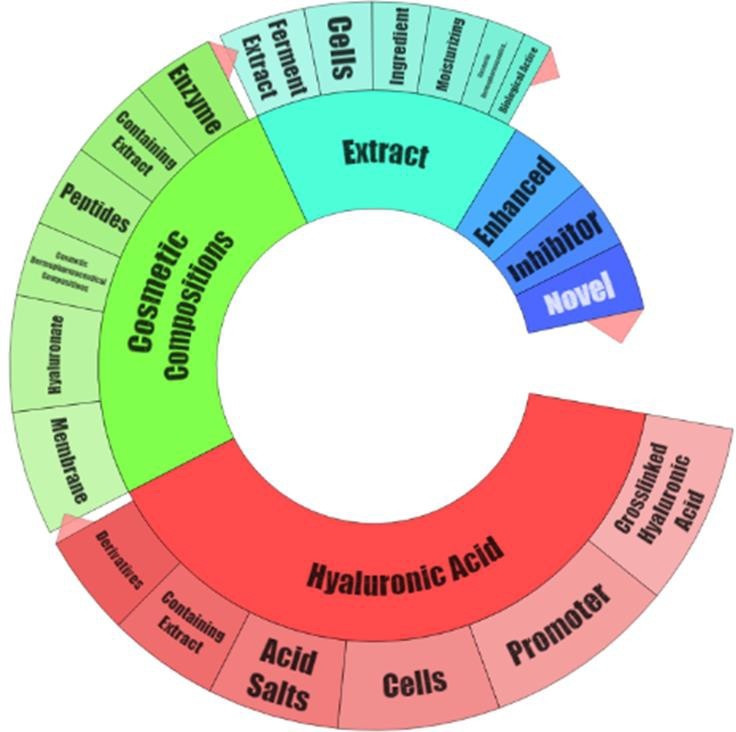 Ferment
Extract
Cells
Ingredient
Moisturizing
Biological Active
Extract
Enhanced
Inhibitor
Novel
Enzyme
Containing
Extract
Peptides
Cosmetic
Dermopharmaceutical
Compositions
Hyaluronate
Membrane
Cosmetic
Compositions
Hyaluronic Acid
Derivatives
Containing
Extract
Acid
Salts
Cells
Promoter
Crosslinked
Hyaluronic
Acid